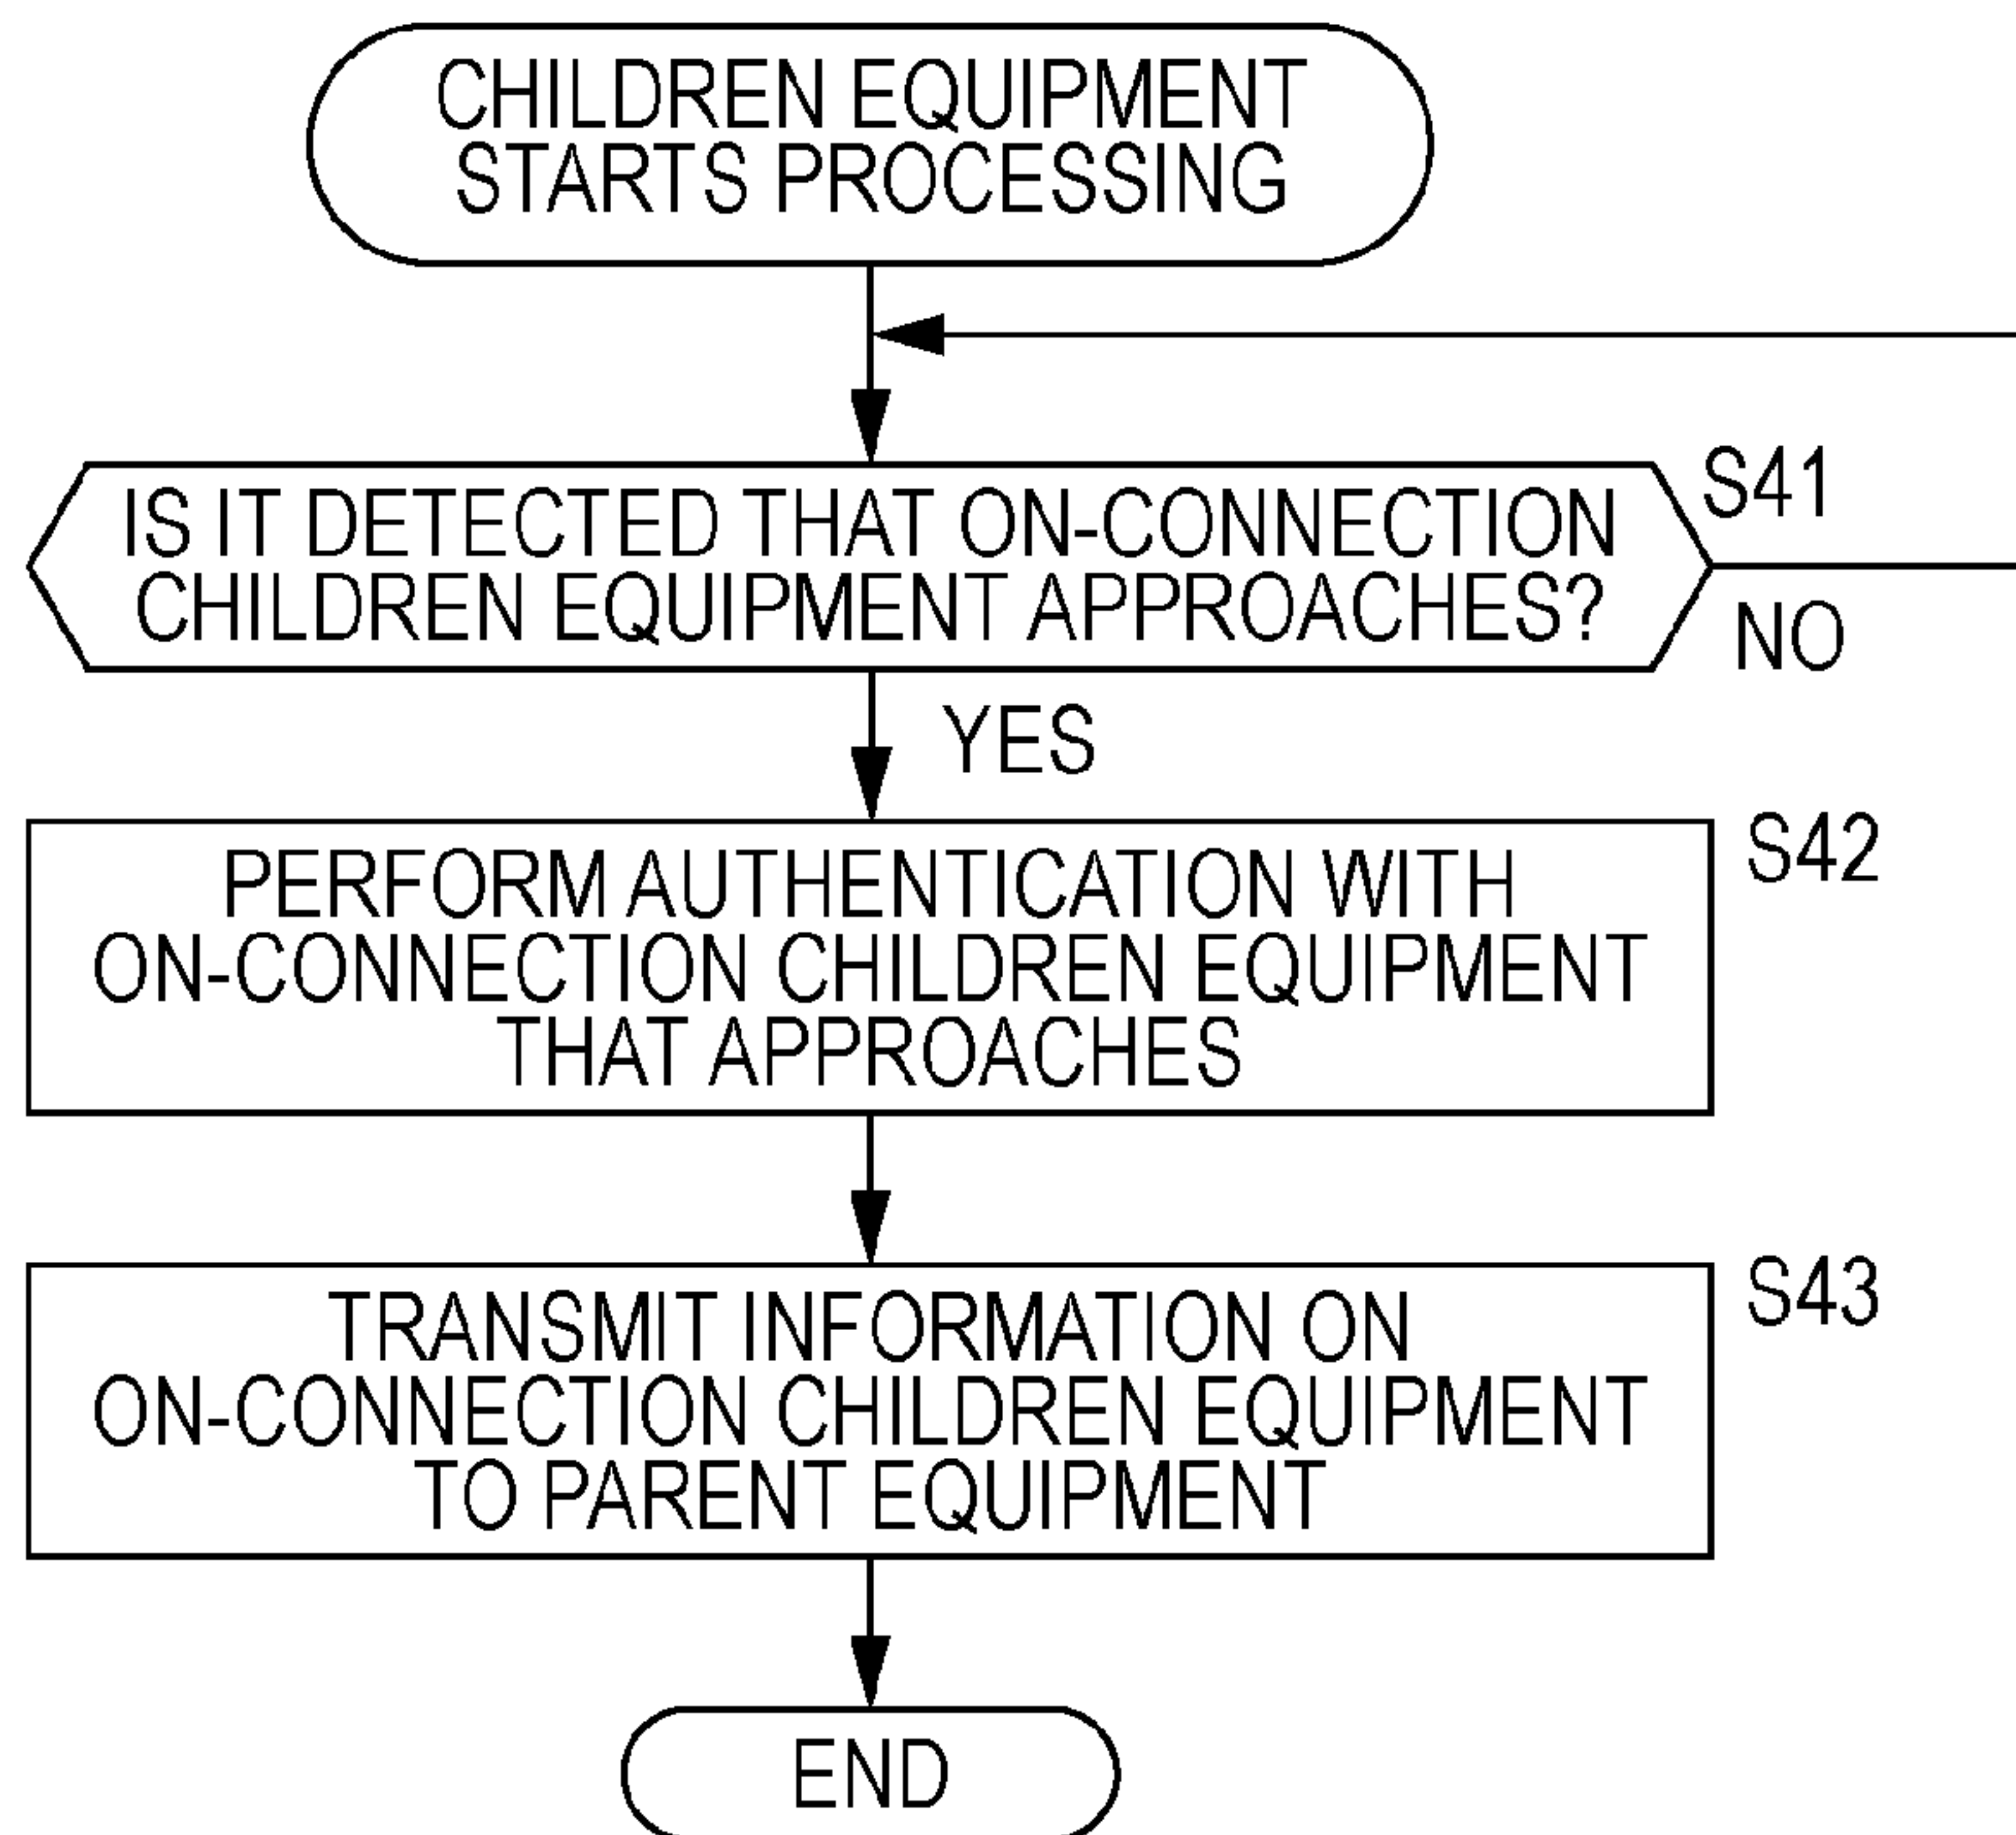 CHILDREN EQUIPMENT
STARTS PROCESSING
IS IT DETECTED THAT ON-CONNECTION
CHILDREN EQUIPMENT APPROACHES?
S41
NO
YES
PERFORM AUTHENTICATION WITH
ON-CONNECTION CHILDREN EQUIPMENT
THAT APPROACHES
S42
TRANSMIT INFORMATION ON
ON-CONNECTION CHILDREN EQUIPMENT
TO PARENT EQUIPMENT
S43
END